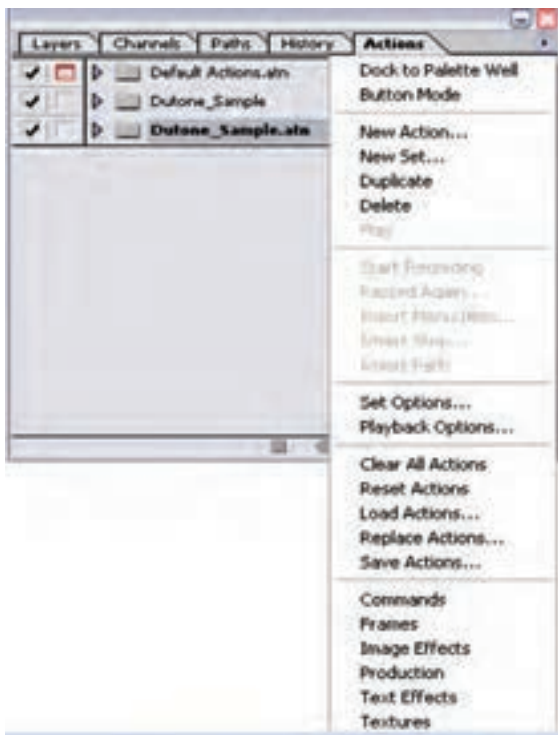 Layers Channels Paths History Actions
Default Actions.atn
Dutone_Sample
Dutone_Sample.atn
Dock to Palette Well
Button Mode
New Action...
New Set...
Duplicate
Delete
Play
Start Recording
Record Again...
Insert Menu Item...
Insert Stop...
Insert Path
Set Options...
Playback Options...
Clear All Actions
Reset Actions
Load Actions...
Replace Actions...
Save Actions...
Commands
Frames
Image Effects
Production
Text Effects
Textures